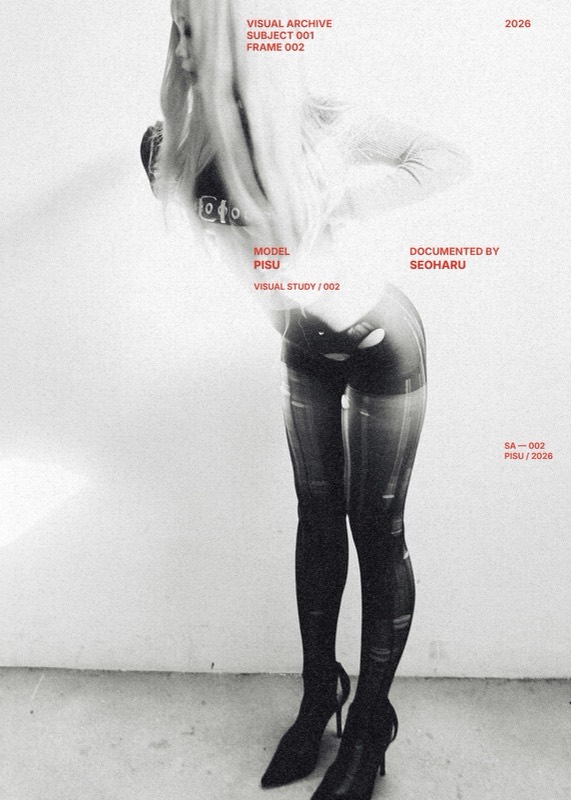 VISUAL ARCHIVE
SUBJECT 001
FRAME 002
2026
MODEL
PISU
DOCUMENTED BY
SEOHARU
VISUAL STUDY / 002
SA — 002
PISU / 2026